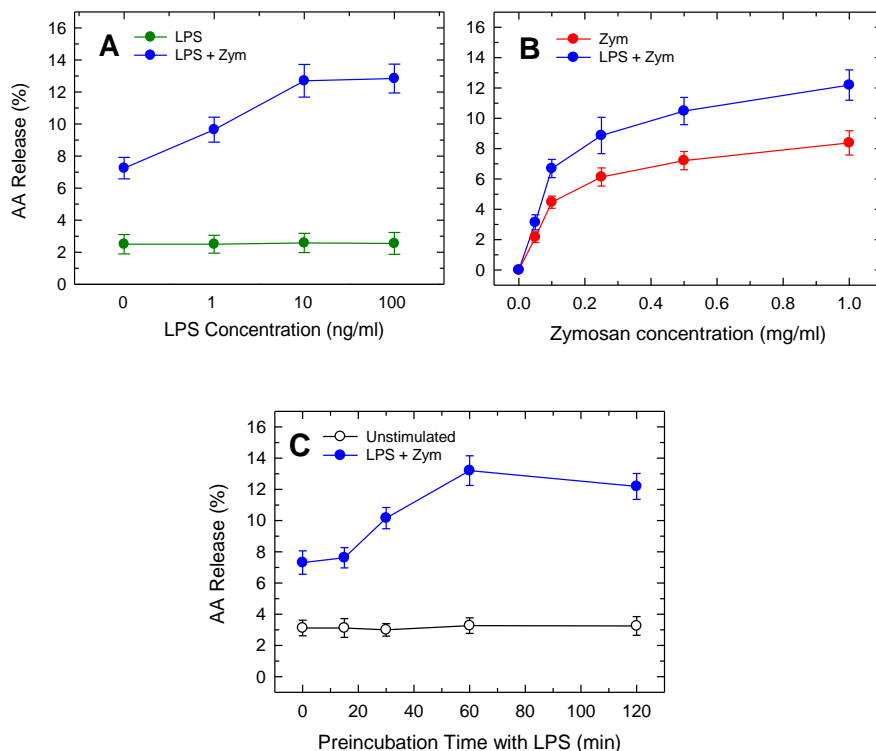 A
LPS
LPS + Zym
AA Release (%)
16
14
12
10
8
6
4
2
0
0 1 10 100
LPS Concentration (ng/ml)
B
Zym
LPS + Zym
16
14
12
10
8
6
4
2
0
0.0 0.2 0.4 0.6 0.8 1.0
Zymosan concentration (mg/ml)
C
Unstimulated
LPS + Zym
AA Release (%)
16
14
12
10
8
6
4
2
0
0 20 40 60 80 100 120
Preincubation Time with LPS (min)